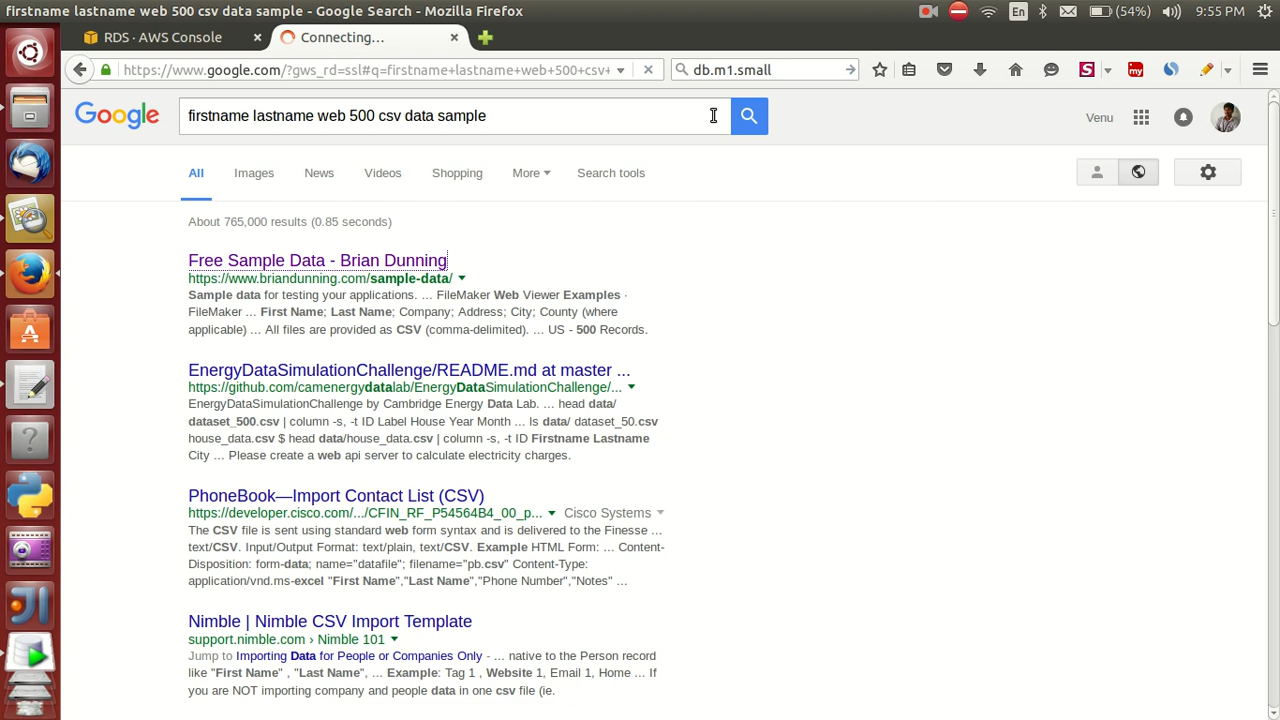 firstname lastname web 500 csv data sample - Google Search - Mozilla Firefox
En
(54%)
9:55 PM
RDS · AWS Console
Connecting…
https://www.google.com/?gws_rd=ssl#q=firstname+lastname+web+500+csv+
db.m1.small
S
my
Google
firstname lastname web 500 csv data sample
Venu
All
Images
News
Videos
Shopping
More
Search tools
About 765,000 results (0.85 seconds)
Free Sample Data - Brian Dunning
https://www.briandunning.com/sample-data/
Sample data for testing your applications. ... FileMaker Web Viewer Examples ·
FileMaker ... First Name; Last Name; Company; Address; City; County (where
applicable) ... All files are provided as CSV (comma-delimited). ... US - 500 Records.
EnergyDataSimulationChallenge/README.md at master ...
https://github.com/camenergydatalab/EnergyDataSimulationChallenge/...
EnergyDataSimulationChallenge by Cambridge Energy Data Lab. ... head data/
dataset_500.csv | column -s, -t ID Label House Year Month ... ls data/ dataset_50.csv
house_data.csv $ head data/house_data.csv | column -s, -t ID Firstname Lastname
City ... Please create a web api server to calculate electricity charges.
PhoneBook—Import Contact List (CSV)
https://developer.cisco.com/.../CFIN_RF_P54564B4_00_p...
Cisco Systems
The CSV file is sent using standard web form syntax and is delivered to the Finesse ...
text/CSV. Input/Output Format: text/plain, text/CSV. Example HTML Form: ... Content-
Disposition: form-data; name="datafile"; filename="pb.csv" Content-Type:
application/vnd.ms-excel "First Name","Last Name","Phone Number","Notes" ...
Nimble | Nimble CSV Import Template
support.nimble.com › Nimble 101
Jump to Importing Data for People or Companies Only - ... native to the Person record
like "First Name" , "Last Name", ... Example: Tag 1 , Website 1, Email 1, Home ... If
you are NOT importing company and people data in one csv file (ie.